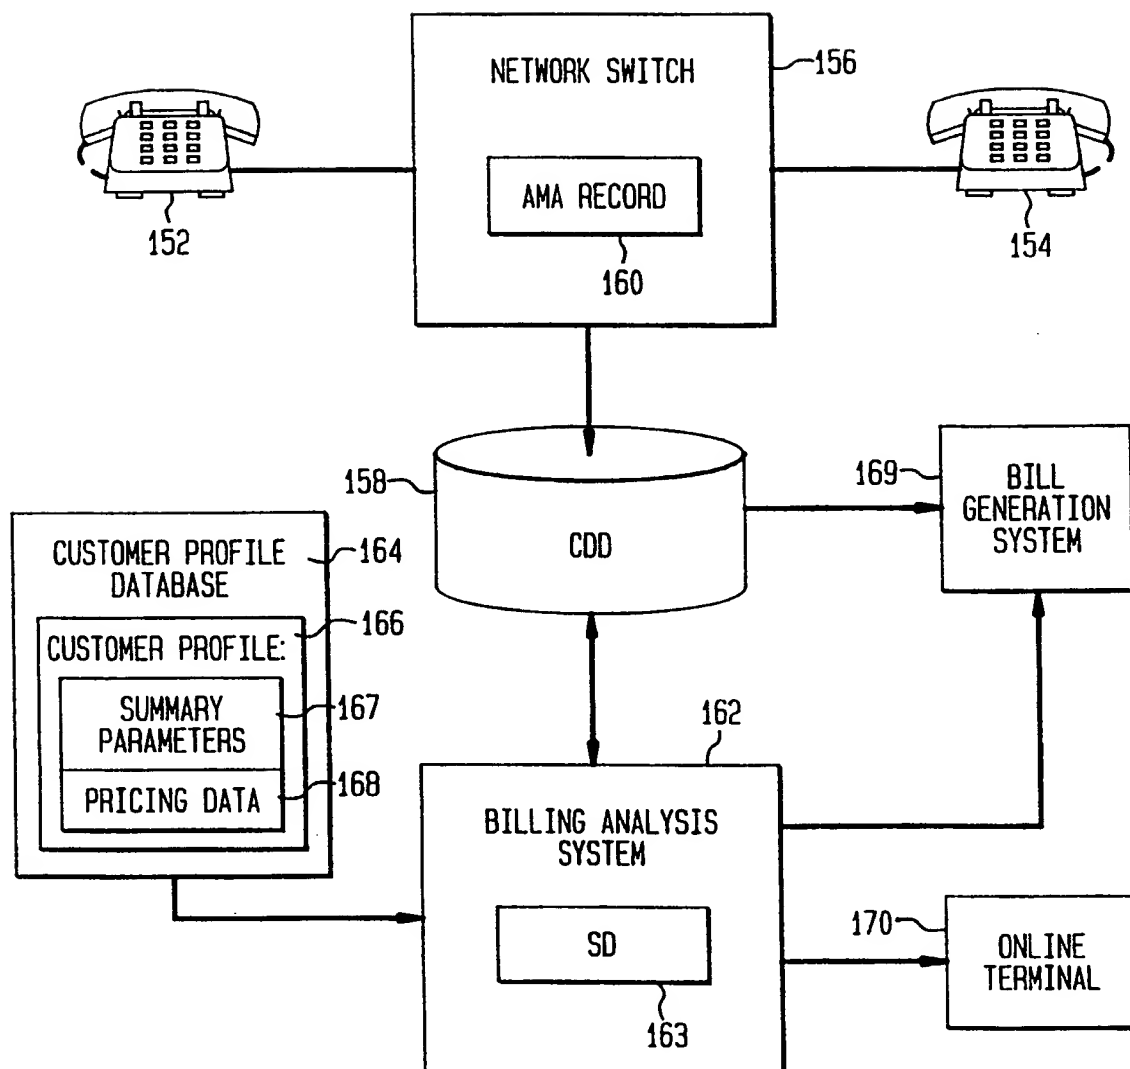 NETWORK SWITCH
156
AMA RECORD
160
152
154
158
CDD
169
BILL
GENERATION
SYSTEM
CUSTOMER PROFILE
DATABASE
164
CUSTOMER PROFILE:
166
SUMMARY
PARAMETERS
167
PRICING DATA
168
162
BILLING ANALYSIS
SYSTEM
SD
163
170
ONLINE
TERMINAL